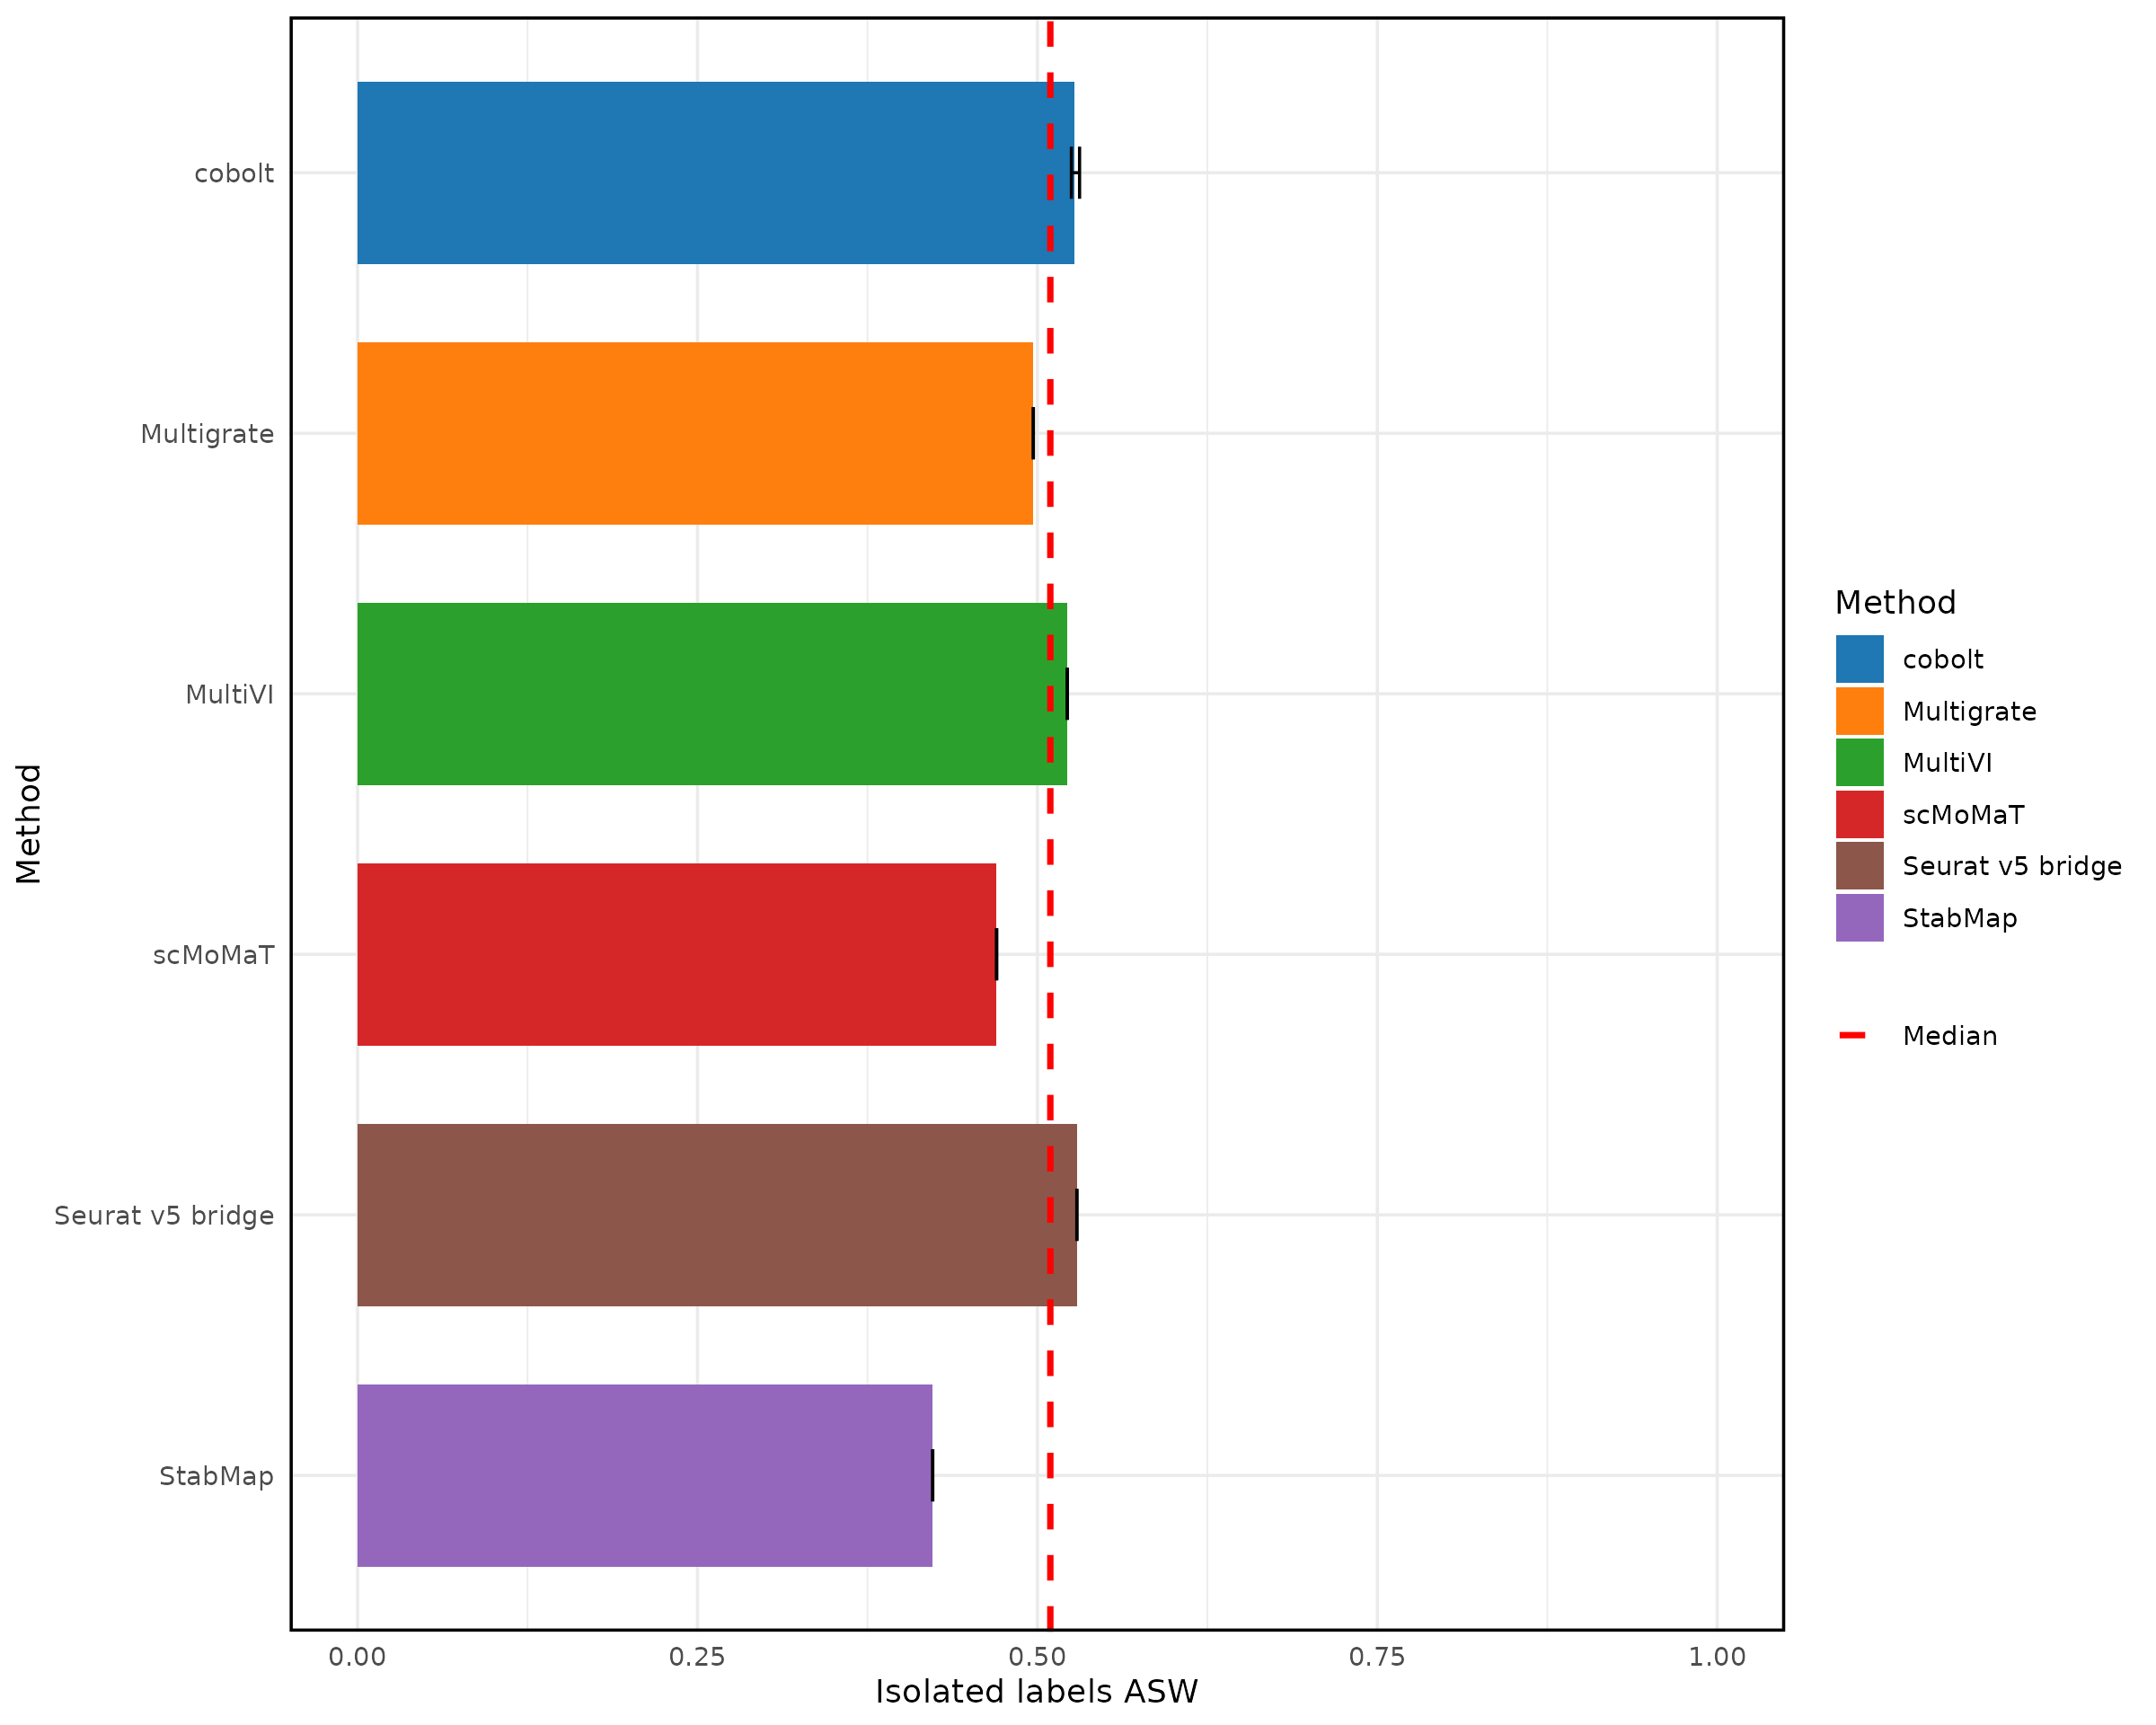 Method
cobolt
Multigrate
MultiVI
scMoMaT
Seurat v5 bridge
StabMap
0.00
0.25
0.50
0.75
1.00
Isolated labels ASW
Method
cobolt
Multigrate
MultiVI
scMoMaT
Seurat v5 bridge
StabMap
Median